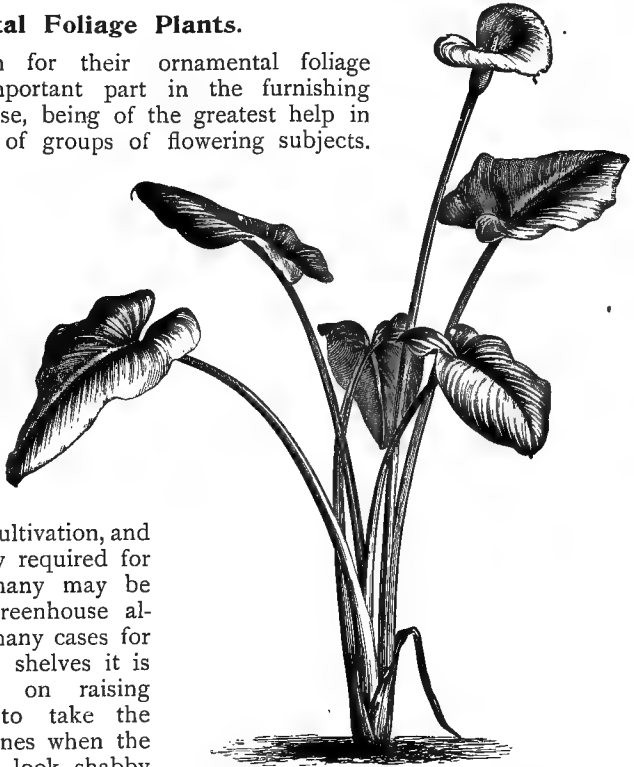 tal Foliage Plants.
n for their ornamental foliage
mportant part in the furnishing
se, being of the greatest help in
of groups of flowering subjects.
ultivation, and
y required for
many may be
reenhouse al-
many cases for
shelves it is
on raising
to take the
nes when the
look shabby